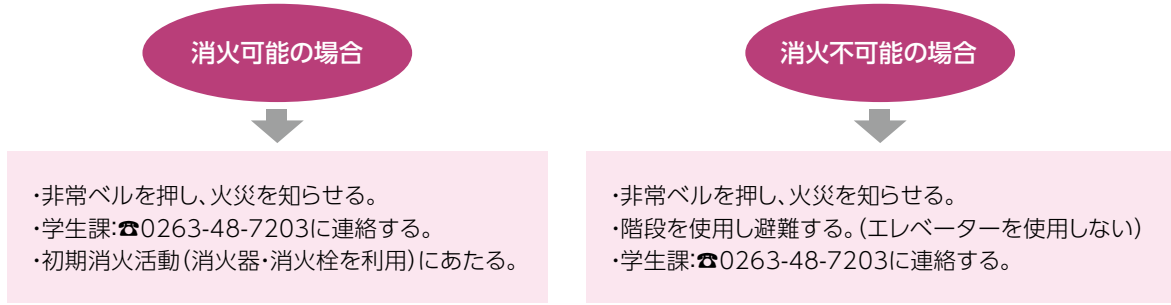 消火可能の場合
・非常ベルを押し、火災を知らせる。
・学生課:☎0263-48-7203に連絡する。
・初期消火活動(消火器・消火栓を利用)にあたる。
消火不可能の場合
・非常ベルを押し、火災を知らせる。
・階段を使用し避難する。(エレベーターを使用しない)
・学生課:☎0263-48-7203に連絡する。